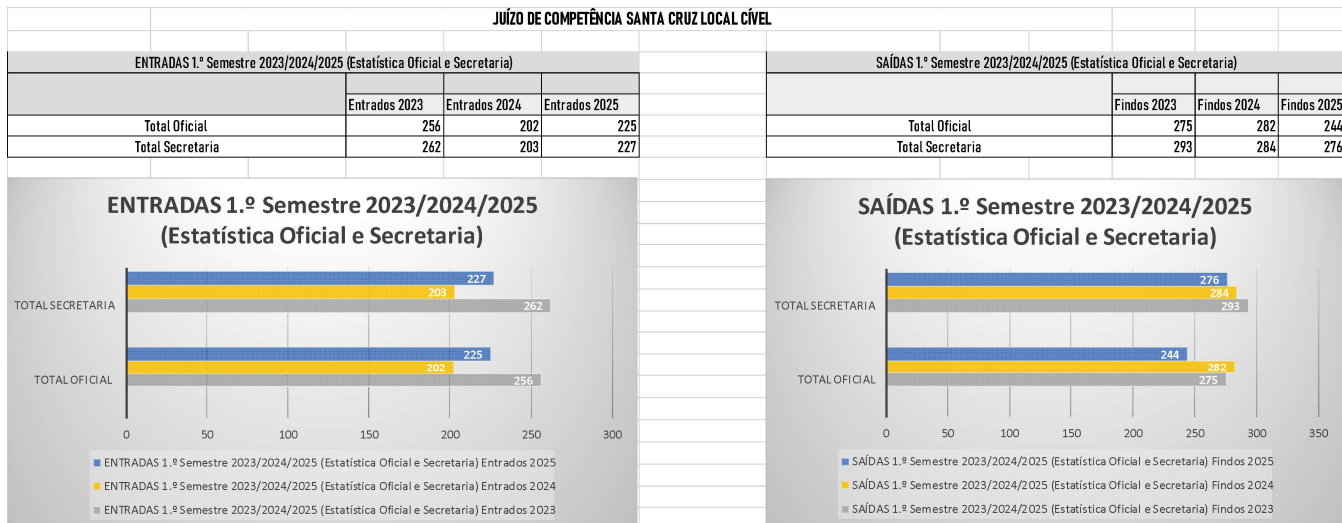 JUÍZO DE COMPETÊNCIA SANTA CRUZ LOCAL CÍVEL
ENTRADAS 1.º Semestre 2023/2024/2025 (Estatística Oficial e Secretaria)
Entrados 2023 Entrados 2024 Entrados 2025
Total Oficial 256 202 225
Total Secretaria 262 203 227
SAÍDAS 1.º Semestre 2023/2024/2025 (Estatística Oficial e Secretaria)
Findos 2023 Findos 2024 Findos 2025
Total Oficial 275 282 244
Total Secretaria 293 284 276
ENTRADAS 1.º Semestre 2023/2024/2025
(Estatística Oficial e Secretaria)
227
203
TOTAL SECRETARIA
262
225
202
TOTAL OFICIAL
256
0 50 100 150 200 250 300
ENTRADAS 1.º Semestre 2023/2024/2025 (Estatística Oficial e Secretaria) Entrados 2025
ENTRADAS 1.º Semestre 2023/2024/2025 (Estatística Oficial e Secretaria) Entrados 2024
ENTRADAS 1.º Semestre 2023/2024/2025 (Estatística Oficial e Secretaria) Entrados 2023
SAÍDAS 1.º Semestre 2023/2024/2025
(Estatística Oficial e Secretaria)
276
284
TOTAL SECRETARIA
293
244
282
TOTAL OFICIAL
275
0 50 100 150 200 250 300 350
SAÍDAS 1.º Semestre 2023/2024/2025 (Estatística Oficial e Secretaria) Findos 2025
SAÍDAS 1.º Semestre 2023/2024/2025 (Estatística Oficial e Secretaria) Findos 2024
SAÍDAS 1.º Semestre 2023/2024/2025 (Estatística Oficial e Secretaria) Findos 2023